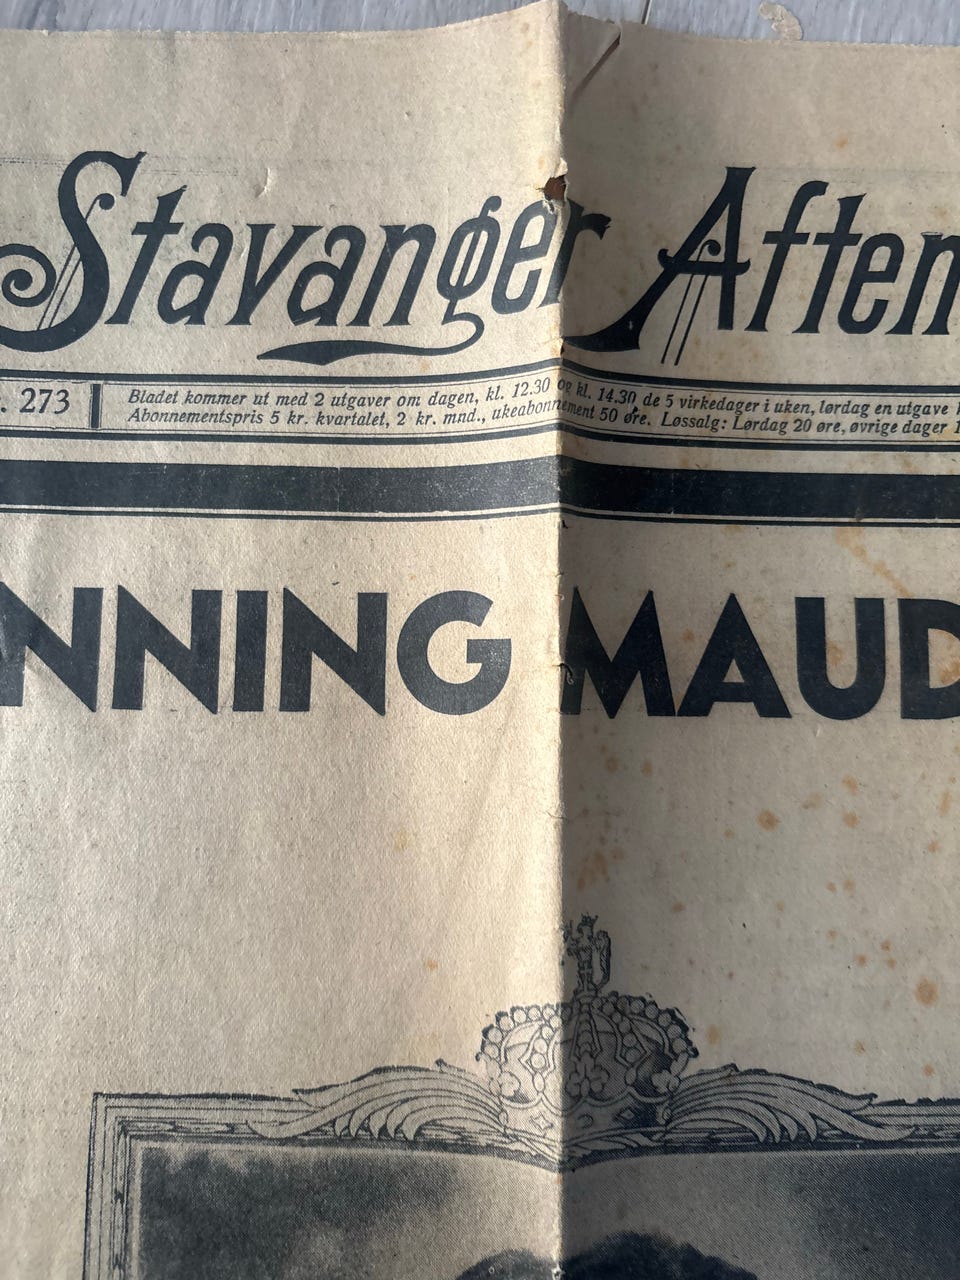 Stavanger Aften
. 273
Bladet kommer ut med 2 utgaver om dagen, kl. 12.30 og kl. 14.30 de 5 virkedager i uken, lørdag en utgave
Abonnementspris 5 kr. kvartalet, 2 kr. mnd., ukeabonnement 50 øre. Løssalg: Lørdag 20 øre, øvrige dager 1
NNING MAUD